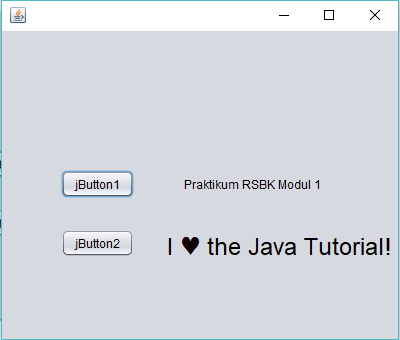 jButton1 Praktikum RSBK Modul 1
jButton2 I ♥ the Java Tutorial!